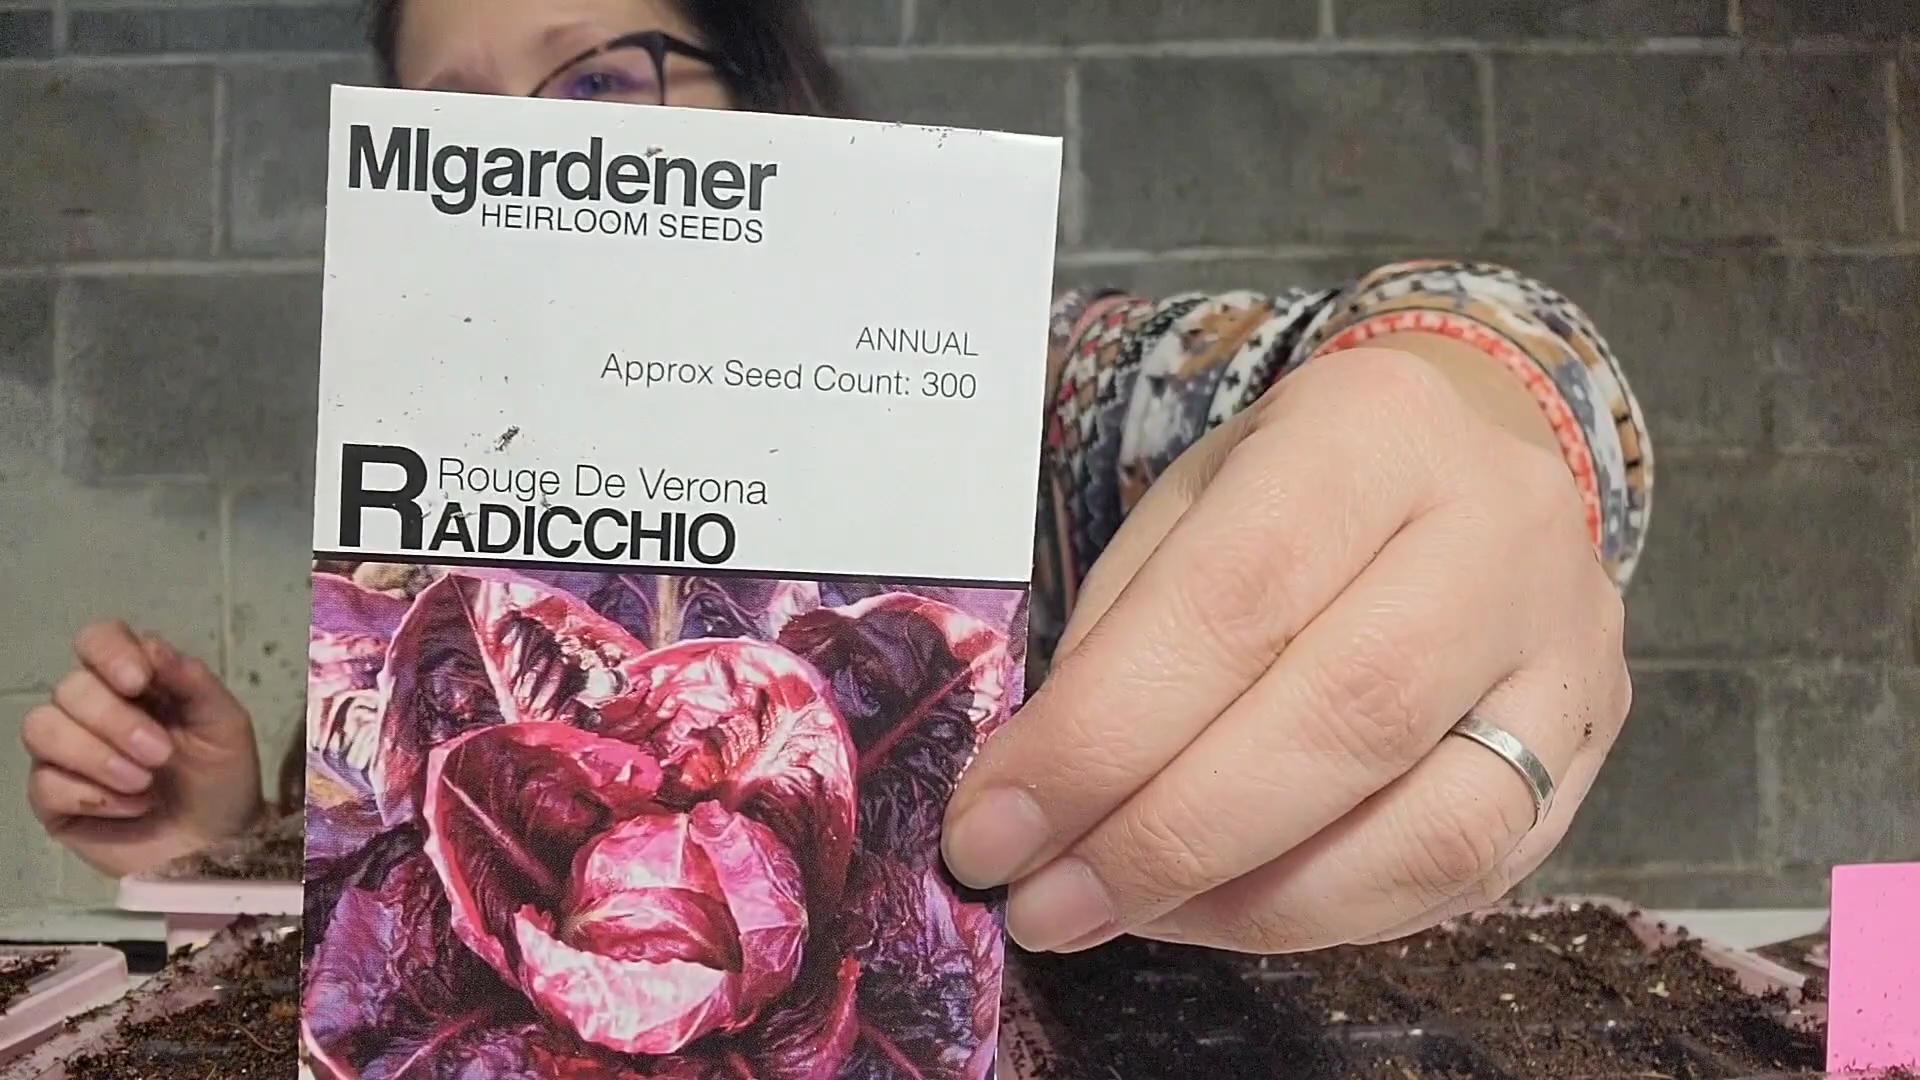 MIgardener
HEIRLOOM SEEDS
ANNUAL
Approx Seed Count: 300
Rouge De Verona
RADICCHIO